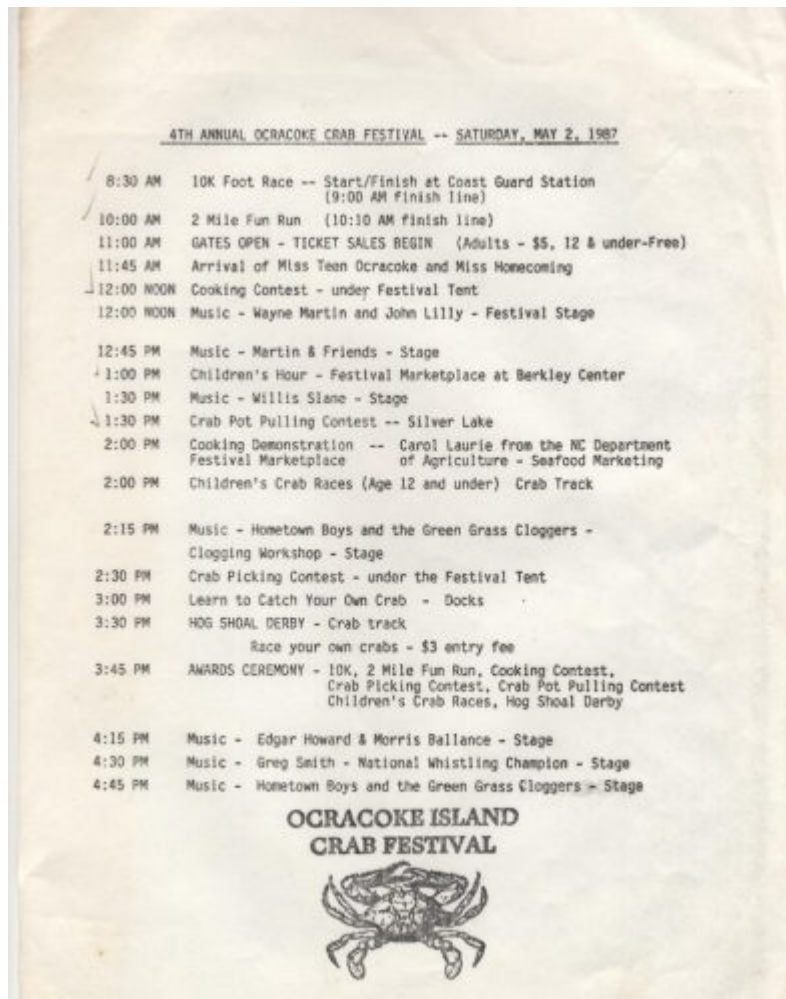 4TH ANNUAL OCRACOKE CRAB FESTIVAL -- SATURDAY, MAY 2, 1987
8:30 AM 10K Foot Race -- Start/Finish at Coast Guard Station
(9:00 AM finish line)
10:00 AM 2 Mile Fun Run (10:10 AM finish line)
11:00 AM GATES OPEN - TICKET SALES BEGIN (Adults - $5, 12 & under-Free)
11:45 AM Arrival of Miss Teen Ocracoke and Miss Homecoming
12:00 NOON Cooking Contest - under Festival Tent
12:00 NOON Music - Wayne Martin and John Lilly - Festival Stage
12:45 PM Music - Martin & Friends - Stage
1:00 PM Children's Hour - Festival Marketplace at Berkley Center
1:30 PM Music - Willis Slane - Stage
1:30 PM Crab Pot Pulling Contest -- Silver Lake
2:00 PM Cooking Demonstration -- Carol Laurie from the NC Department
Festival Marketplace of Agriculture - Seafood Marketing
2:00 PM Children's Crab Races (Age 12 and under) Crab Track
2:15 PM Music - Hometown Boys and the Green Grass Cloggers -
Clogging Workshop - Stage
2:30 PM Crab Picking Contest - under the Festival Tent
3:00 PM Learn to Catch Your Own Crab - Docks
3:30 PM HOG SHOAL DERBY - Crab track
Race your own crabs - $3 entry fee
3:45 PM AWARDS CEREMONY - 10K, 2 Mile Fun Run, Cooking Contest,
Crab Picking Contest, Crab Pot Pulling Contest
Children's Crab Races, Hog Shoal Derby
4:15 PM Music - Edgar Howard & Morris Ballance - Stage
4:30 PM Music - Greg Smith - National Whistling Champion - Stage
4:45 PM Music - Hometown Boys and the Green Grass Cloggers - Stage
OCRACOKE ISLAND
CRAB FESTIVAL